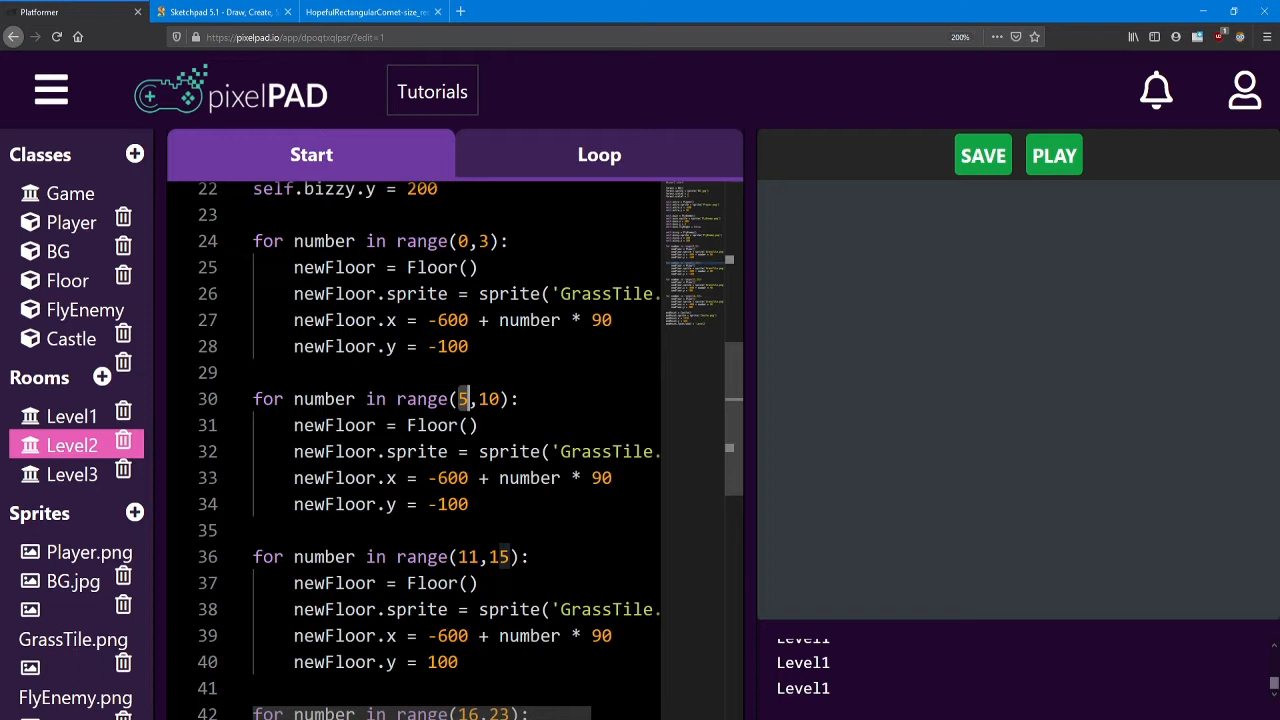 Platformer
Sketchpad 5.1 - Draw, Create, S
HopefulRectangularComet-size_re
https://pixelpad.io/app/dpoqtxqlpsr/?edit=1
200%
pixelPAD
Tutorials
Classes
Game
Player
BG
Floor
FlyEnemy
Castle
Rooms
Level1
Level2
Level3
Sprites
Player.png
BG.jpg
GrassTile.png
FlyEnemy.png
Start
Loop
22 self.bizzy.y = 200
23
24 for number in range(0,3):
25 newFloor = Floor()
26 newFloor.sprite = sprite('GrassTile.
27 newFloor.x = -600 + number * 90
28 newFloor.y = -100
29
30 for number in range(5,10):
31 newFloor = Floor()
32 newFloor.sprite = sprite('GrassTile.
33 newFloor.x = -600 + number * 90
34 newFloor.y = -100
35
36 for number in range(11,15):
37 newFloor = Floor()
38 newFloor.sprite = sprite('GrassTile.
39 newFloor.x = -600 + number * 90
40 newFloor.y = 100
41
42 for number in range(16,23):
SAVE
PLAY
Level1
Level1
Level1